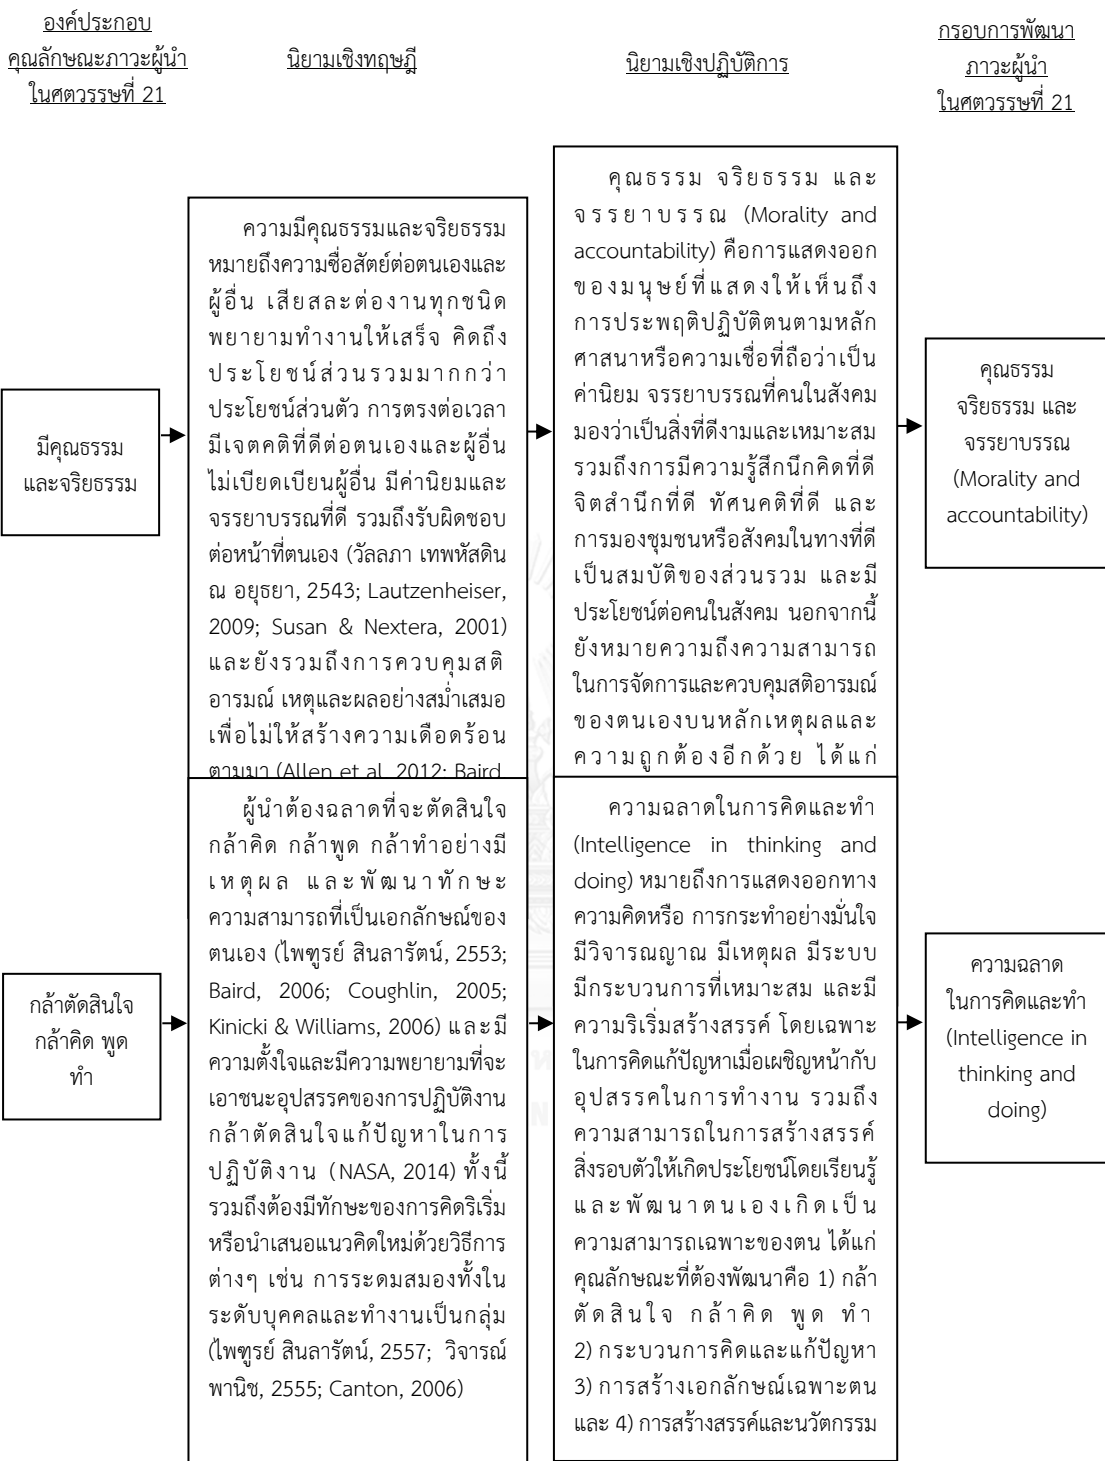 องค์ประกอบ
คุณลักษณะภาวะผู้นำ
ในศตวรรษที่ 21
นิยามเชิงทฤษฎี
นิยามเชิงปฏิบัติการ
กรอบการพัฒนา
ภาวะผู้นำ
ในศตวรรษที่ 21
มีคุณธรรม
และจริยธรรม
ความมีคุณธรรมและจริยธรรม
หมายถึงความซื่อสัตย์ต่อตนเองและ
ผู้อื่น เสียสละต่องานทุกชนิด
พยายามทำงานให้เสร็จ คิดถึง
ประโยชน์ส่วนรวมมากกว่า
ประโยชน์ส่วนตัว การตรงต่อเวลา
มีเจตคติที่ดีต่อตนเองและผู้อื่น
ไม่เบียดเบียนผู้อื่น มีค่านิยมและ
จรรยาบรรณที่ดี รวมถึงรับผิดชอบ
ต่อหน้าที่ตนเอง (วัลลภา เทพหัสดิน
ณ อยุธยา, 2543; Lautzenheiser,
2009; Susan & Nextera, 2001)
และยังรวมถึงการควบคุมสติ
อารมณ์ เหตุและผลอย่างสม่ำเสมอ
เพื่อไม่ให้สร้างความเดือดร้อน
ตามมา (Allen et al, 2012; Baird,
คุณธรรม จริยธรรม และ
จรรยาบรรณ (Morality and
accountability) คือการแสดงออก
ของมนุษย์ที่แสดงให้เห็นถึง
การประพฤติปฏิบัติตนตามหลัก
ศาสนาหรือความเชื่อที่ถือว่าเป็น
ค่านิยม จรรยาบรรณที่คนในสังคม
มองว่าเป็นสิ่งที่ดีงามและเหมาะสม
รวมถึงการมีความรู้สึกนึกคิดที่ดี
จิตสำนึกที่ดี ทัศนคติที่ดี และ
การมองชุมชนหรือสังคมในทางที่ดี
เป็นสมบัติของส่วนรวม และมี
ประโยชน์ต่อคนในสังคม นอกจากนี้
ยังหมายความถึงความสามารถ
ในการจัดการและควบคุมสติอารมณ์
ของตนเองบนหลักเหตุผลและ
ความถูกต้องอีกด้วย ได้แก่
คุณธรรม
จริยธรรม และ
จรรยาบรรณ
(Morality and
accountability)
กล้าตัดสินใจ
กล้าคิด พูด
ทำ
ผู้นำต้องฉลาดที่จะตัดสินใจ
กล้าคิด กล้าพูด กล้าทำอย่างมี
เหตุผล และพัฒนาทักษะ
ความสามารถที่เป็นเอกลักษณ์ของ
ตนเอง (ไพฑูรย์ สินลารัตน์, 2553;
Baird, 2006; Coughlin, 2005;
Kinicki & Williams, 2006) และมี
ความตั้งใจและมีความพยายามที่จะ
เอาชนะอุปสรรคของการปฏิบัติงาน
กล้าตัดสินใจแก้ปัญหาในการ
ปฏิบัติงาน (NASA, 2014) ทั้งนี้
รวมถึงต้องมีทักษะของการคิดริเริ่ม
หรือนำเสนอแนวคิดใหม่ด้วยวิธีการ
ต่างๆ เช่น การระดมสมองทั้งใน
ระดับบุคคลและทำงานเป็นกลุ่ม
(ไพฑูรย์ สินลารัตน์, 2557; วิจารณ์
พานิช, 2555; Canton, 2006)
ความฉลาดในการคิดและทำ
(Intelligence in thinking and
doing) หมายถึงการแสดงออกทาง
ความคิดหรือ การกระทำอย่างมั่นใจ
มีวิจารณญาณ มีเหตุผล มีระบบ
มีกระบวนการที่เหมาะสม และมี
ความริเริ่มสร้างสรรค์ โดยเฉพาะ
ในการคิดแก้ปัญหาเมื่อเผชิญหน้ากับ
อุปสรรคในการทำงาน รวมถึง
ความสามารถในการสร้างสรรค์
สิ่งรอบตัวให้เกิดประโยชน์โดยเรียนรู้
และพัฒนาตนเองเกิดเป็น
ความสามารถเฉพาะของตน ได้แก่
คุณลักษณะที่ต้องพัฒนาคือ 1) กล้า
ตัดสินใจ กล้าคิด พูด ทำ
2) กระบวนการคิดและแก้ปัญหา
3) การสร้างเอกลักษณ์เฉพาะตน
และ 4) การสร้างสรรค์และนวัตกรรม
ความฉลาด
ในการคิดและทำ
(Intelligence in
thinking and
doing)